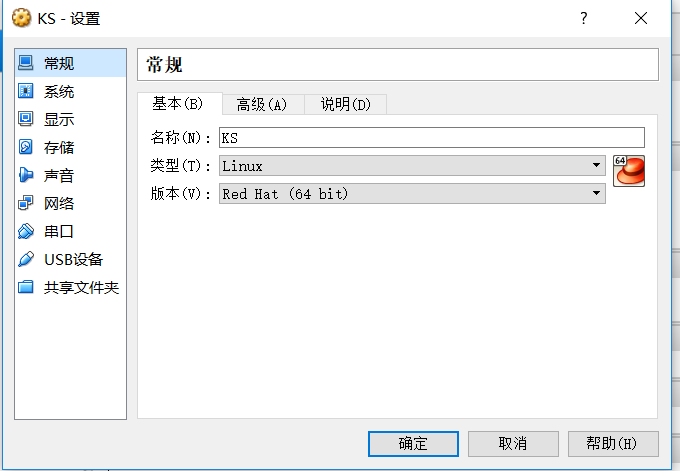 KS - 设置
?
常规
系统
显示
存储
声音
网络
串口
USB设备
共享文件夹
常规
基本(B) 高级(A) 说明(D)
名称(N): KS
类型(T): Linux
64
版本(V): Red Hat (64 bit)
确定 取消 帮助(H)